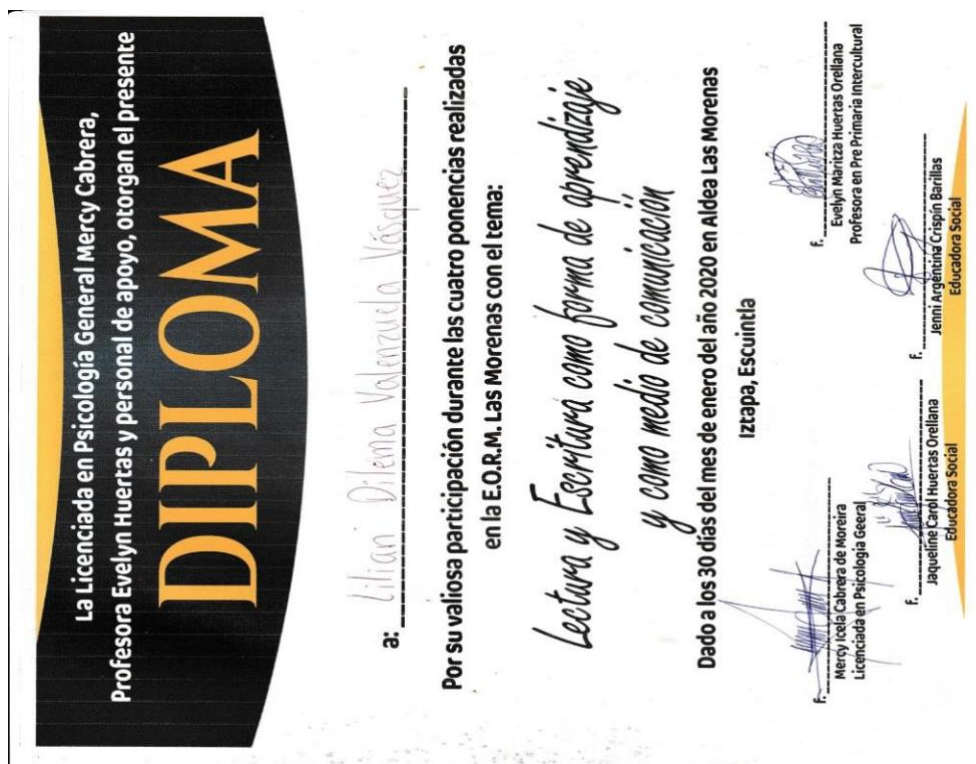 La Licenciada en Psicología General Mercy Cabrera,
Profesora Evelyn Huertas y personal de apoyo, otorgan el presente
DIPLOMA
a: Lilian Dilema Valenzuela Vásquez
Por su valiosa participación durante las cuatro ponencias realizadas
en la E.O.R.M. Las Morenas con el tema:
Lectura y Escritura como forma de aprendizaje
y como medio de comunicación
Dado a los 30 días del mes de enero del año 2020 en Aldea Las Morenas
Iztapa, Escuintla
f.
Mercy Icela Cabrera de Moreira
Licenciada en Psicología Geeral
f.
Evelyn Maritza Huertas Orellana
Profesora en Pre Primaria Intercultural
f.
Jaqueline Carol Huertas Orellana
Educadora Social
f.
Jenni Argentina Crispín Barillas
Educadora Social